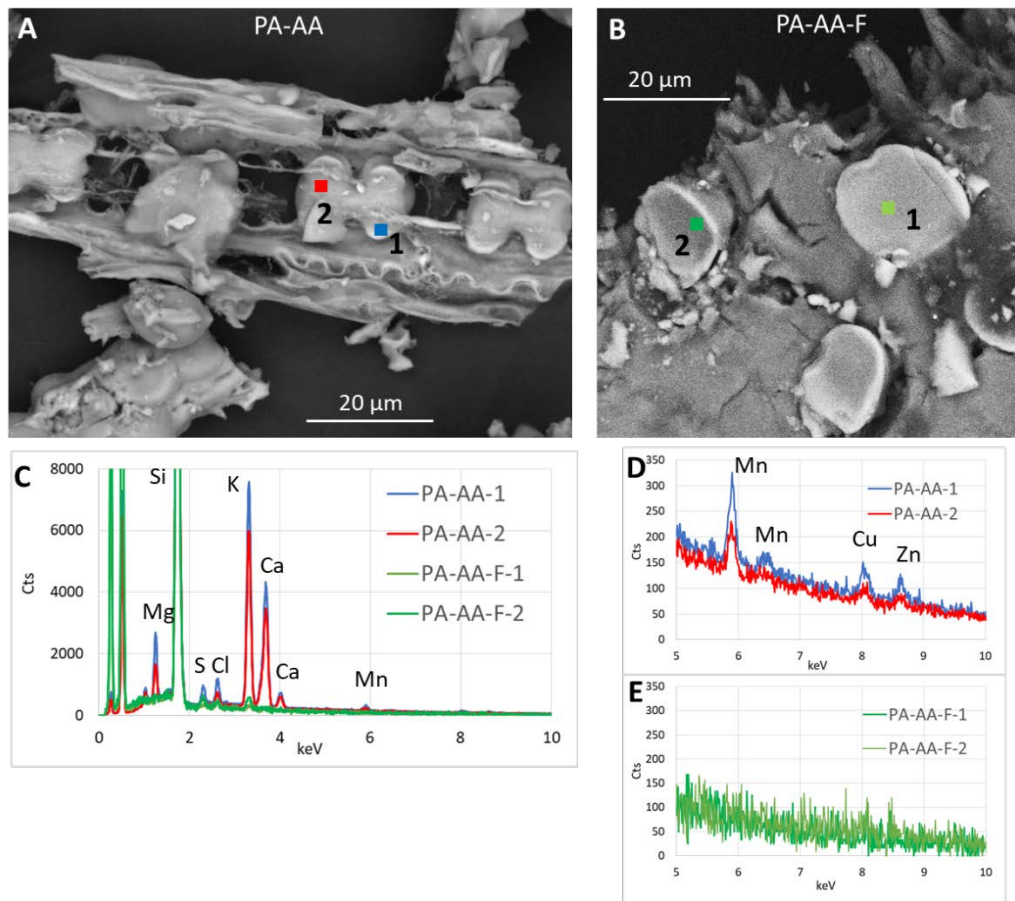 A PA-AA
2
1
20 µm
B PA-AA-F
20 µm
1
2
C
Cts
8000
6000
4000
2000
0
Si
K
Ca
Mg
S Cl
Ca
Mn
PA-AA-1
PA-AA-2
PA-AA-F-1
PA-AA-F-2
0 2 4 6 8 10
keV
D
Cts
350
300
250
200
150
100
50
0
Mn
Mn
Cu
Zn
PA-AA-1
PA-AA-2
5 6 7 8 9 10
keV
E
Cts
350
300
250
200
150
100
50
0
PA-AA-F-1
PA-AA-F-2
5 6 7 8 9 10
keV